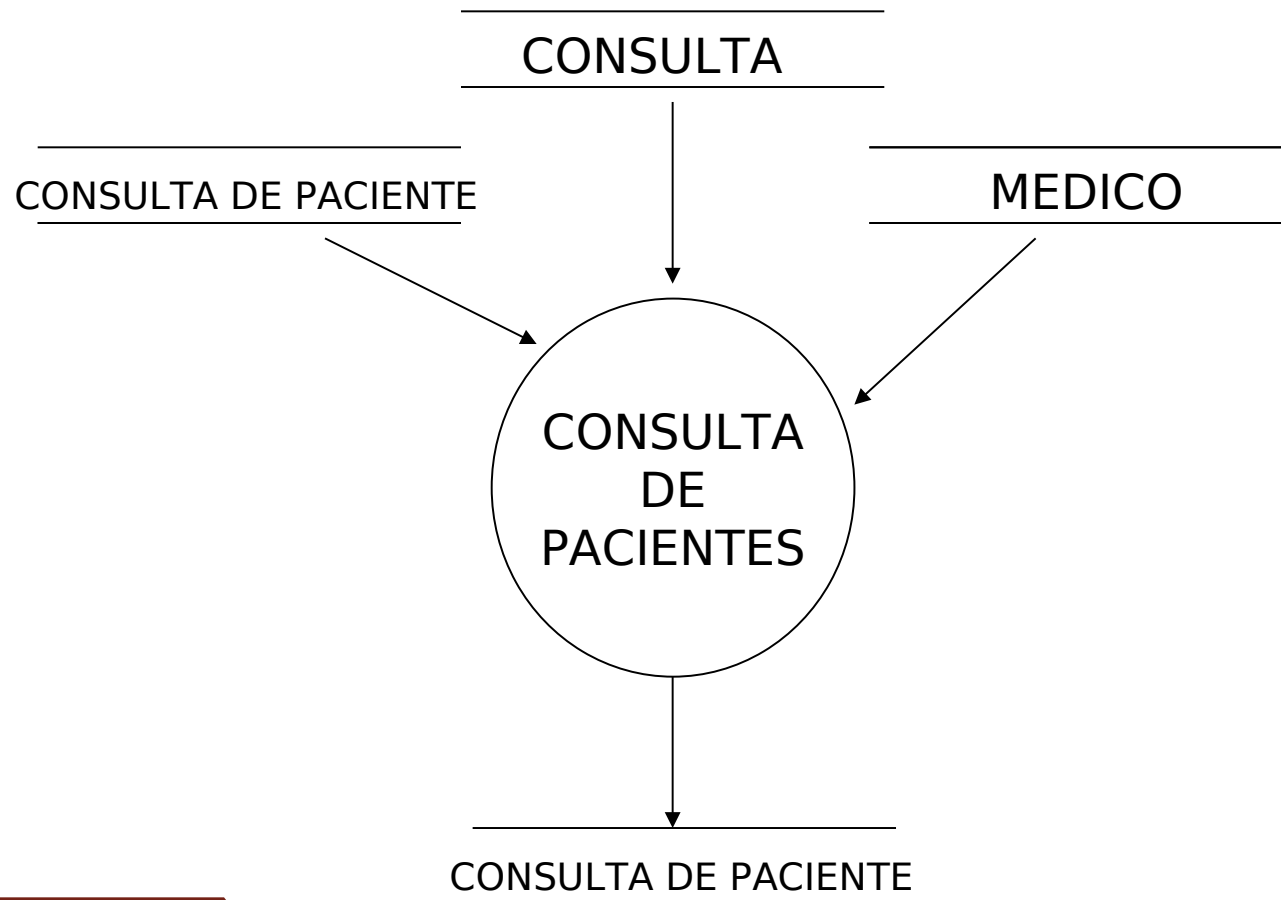 CONSULTA
CONSULTA DE PACIENTE
MEDICO
CONSULTA
DE
PACIENTES
CONSULTA DE PACIENTE